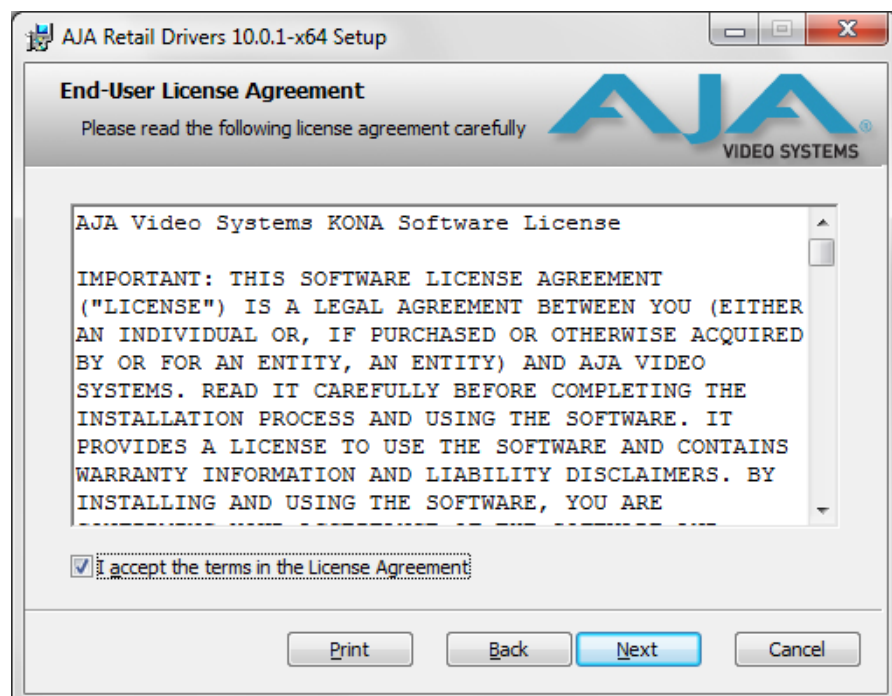 AJA Retail Drivers 10.0.1-x64 Setup
End-User License Agreement
Please read the following license agreement carefully
AJA®
VIDEO SYSTEMS
AJA Video Systems KONA Software License
IMPORTANT: THIS SOFTWARE LICENSE AGREEMENT
("LICENSE") IS A LEGAL AGREEMENT BETWEEN YOU (EITHER
AN INDIVIDUAL OR, IF PURCHASED OR OTHERWISE ACQUIRED
BY OR FOR AN ENTITY, AN ENTITY) AND AJA VIDEO
SYSTEMS. READ IT CAREFULLY BEFORE COMPLETING THE
INSTALLATION PROCESS AND USING THE SOFTWARE. IT
PROVIDES A LICENSE TO USE THE SOFTWARE AND CONTAINS
WARRANTY INFORMATION AND LIABILITY DISCLAIMERS. BY
INSTALLING AND USING THE SOFTWARE, YOU ARE
I accept the terms in the License Agreement
Print
Back
Next
Cancel